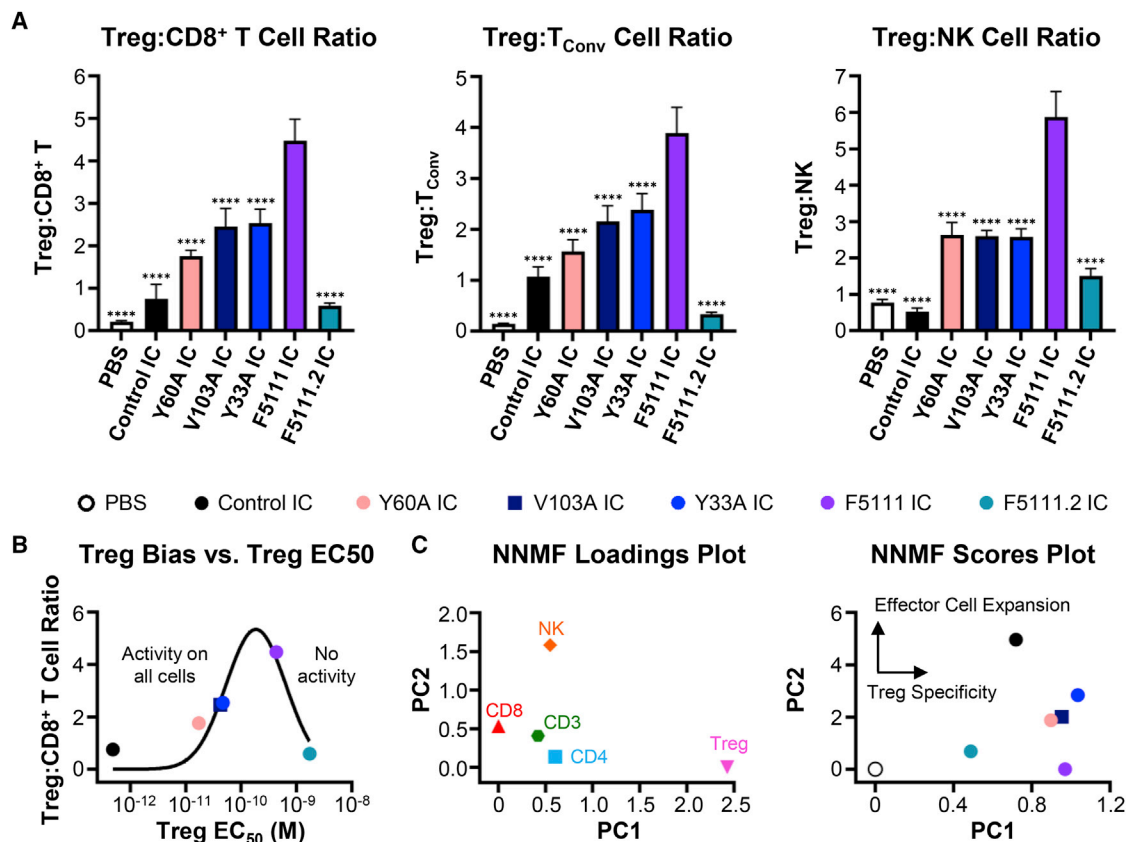 A
Treg:CD8⁺ T Cell Ratio
Treg:CD8⁺ T
6
5
4
3
2
1
0
****
****
****
****
****
****
PBS
Control IC
Y60A IC
V103A IC
Y33A IC
F5111 IC
F5111.2 IC
Treg:TConv Cell Ratio
Treg:TConv
5
4
3
2
1
0
****
****
****
****
****
****
PBS
Control IC
Y60A IC
V103A IC
Y33A IC
F5111 IC
F5111.2 IC
Treg:NK Cell Ratio
Treg:NK
7
6
5
4
3
2
1
0
****
****
****
****
****
****
PBS
Control IC
Y60A IC
V103A IC
Y33A IC
F5111 IC
F5111.2 IC
PBS Control IC Y60A IC V103A IC Y33A IC F5111 IC F5111.2 IC
B
Treg Bias vs. Treg EC50
Treg:CD8⁺ T Cell Ratio
6
4
2
0
Activity on
all cells
No
activity
10⁻¹² 10⁻¹¹ 10⁻¹⁰ 10⁻⁹ 10⁻⁸
Treg EC₅₀ (M)
C
NNMF Loadings Plot
PC2
2.0
1.5
1.0
0.5
0.0
NK
CD8
CD3
CD4
Treg
0 0.5 1.0 1.5 2.0 2.5
PC1
NNMF Scores Plot
PC2
6
4
2
0
Effector Cell Expansion
Treg Specificity
0 0.4 0.8 1.2
PC1